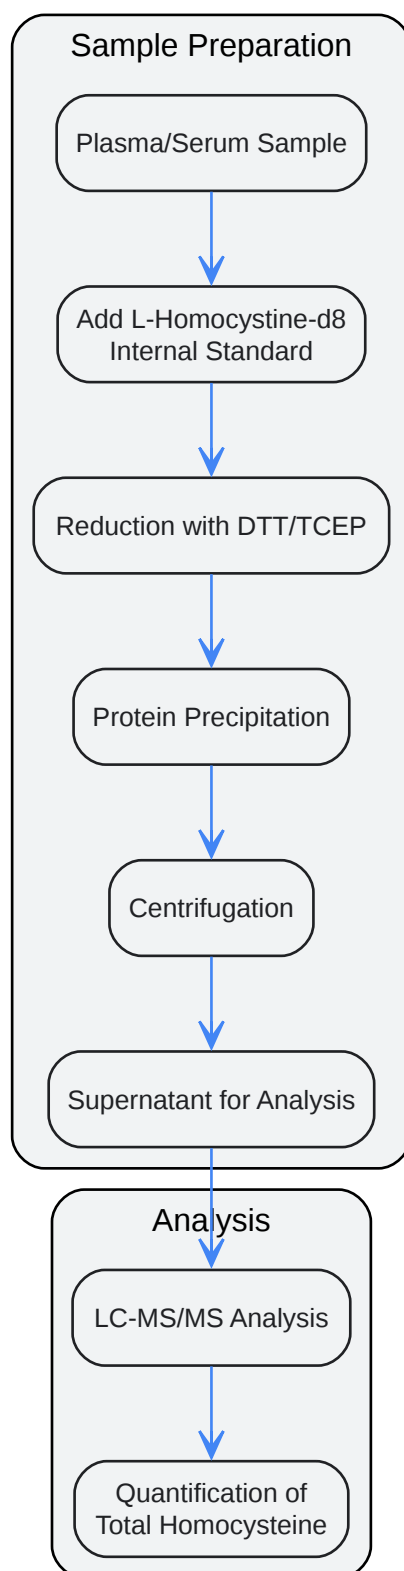 Sample Preparation
Plasma/Serum Sample
Add L-Homocystine-d8
Internal Standard
Reduction with DTT/TCEP
Protein Precipitation
Centrifugation
Supernatant for Analysis
Analysis
LC-MS/MS Analysis
Quantification of
Total Homocysteine